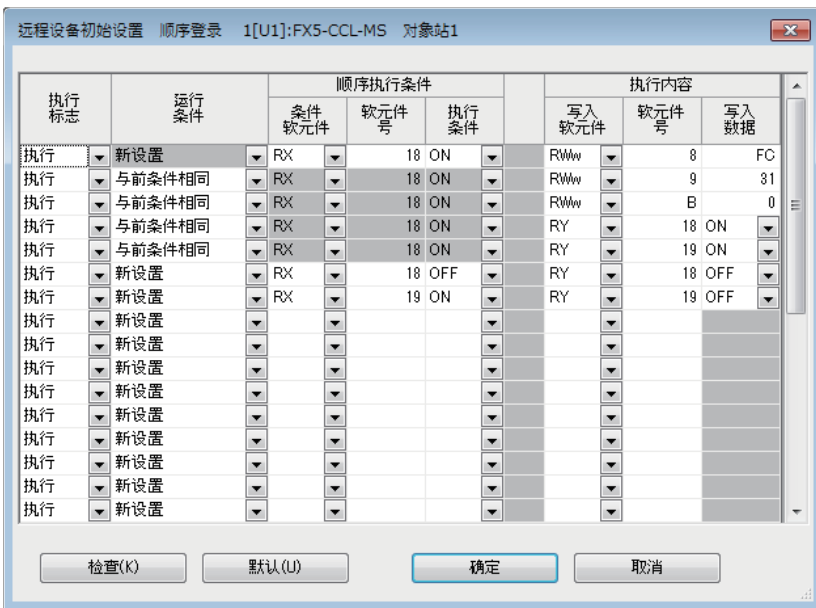 远程设备初始设置 顺序登录 1[U1]:FX5-CCL-MS 对象站1
执行标志 运行条件 顺序执行条件 执行内容
条件软元件 软元件号 执行条件 写入软元件 软元件号 写入数据
执行 新设置 RX 18 ON RWw 8 FC
执行 与前条件相同 RX 18 ON RWw 9 31
执行 与前条件相同 RX 18 ON RWw B 0
执行 与前条件相同 RX 18 ON RY 18 ON
执行 与前条件相同 RX 18 ON RY 19 ON
执行 新设置 RX 18 OFF RY 18 OFF
执行 新设置 RX 19 ON RY 19 OFF
执行 新设置
执行 新设置
执行 新设置
执行 新设置
执行 新设置
执行 新设置
执行 新设置
执行 新设置
执行 新设置
检查(K) 默认(U) 确定 取消